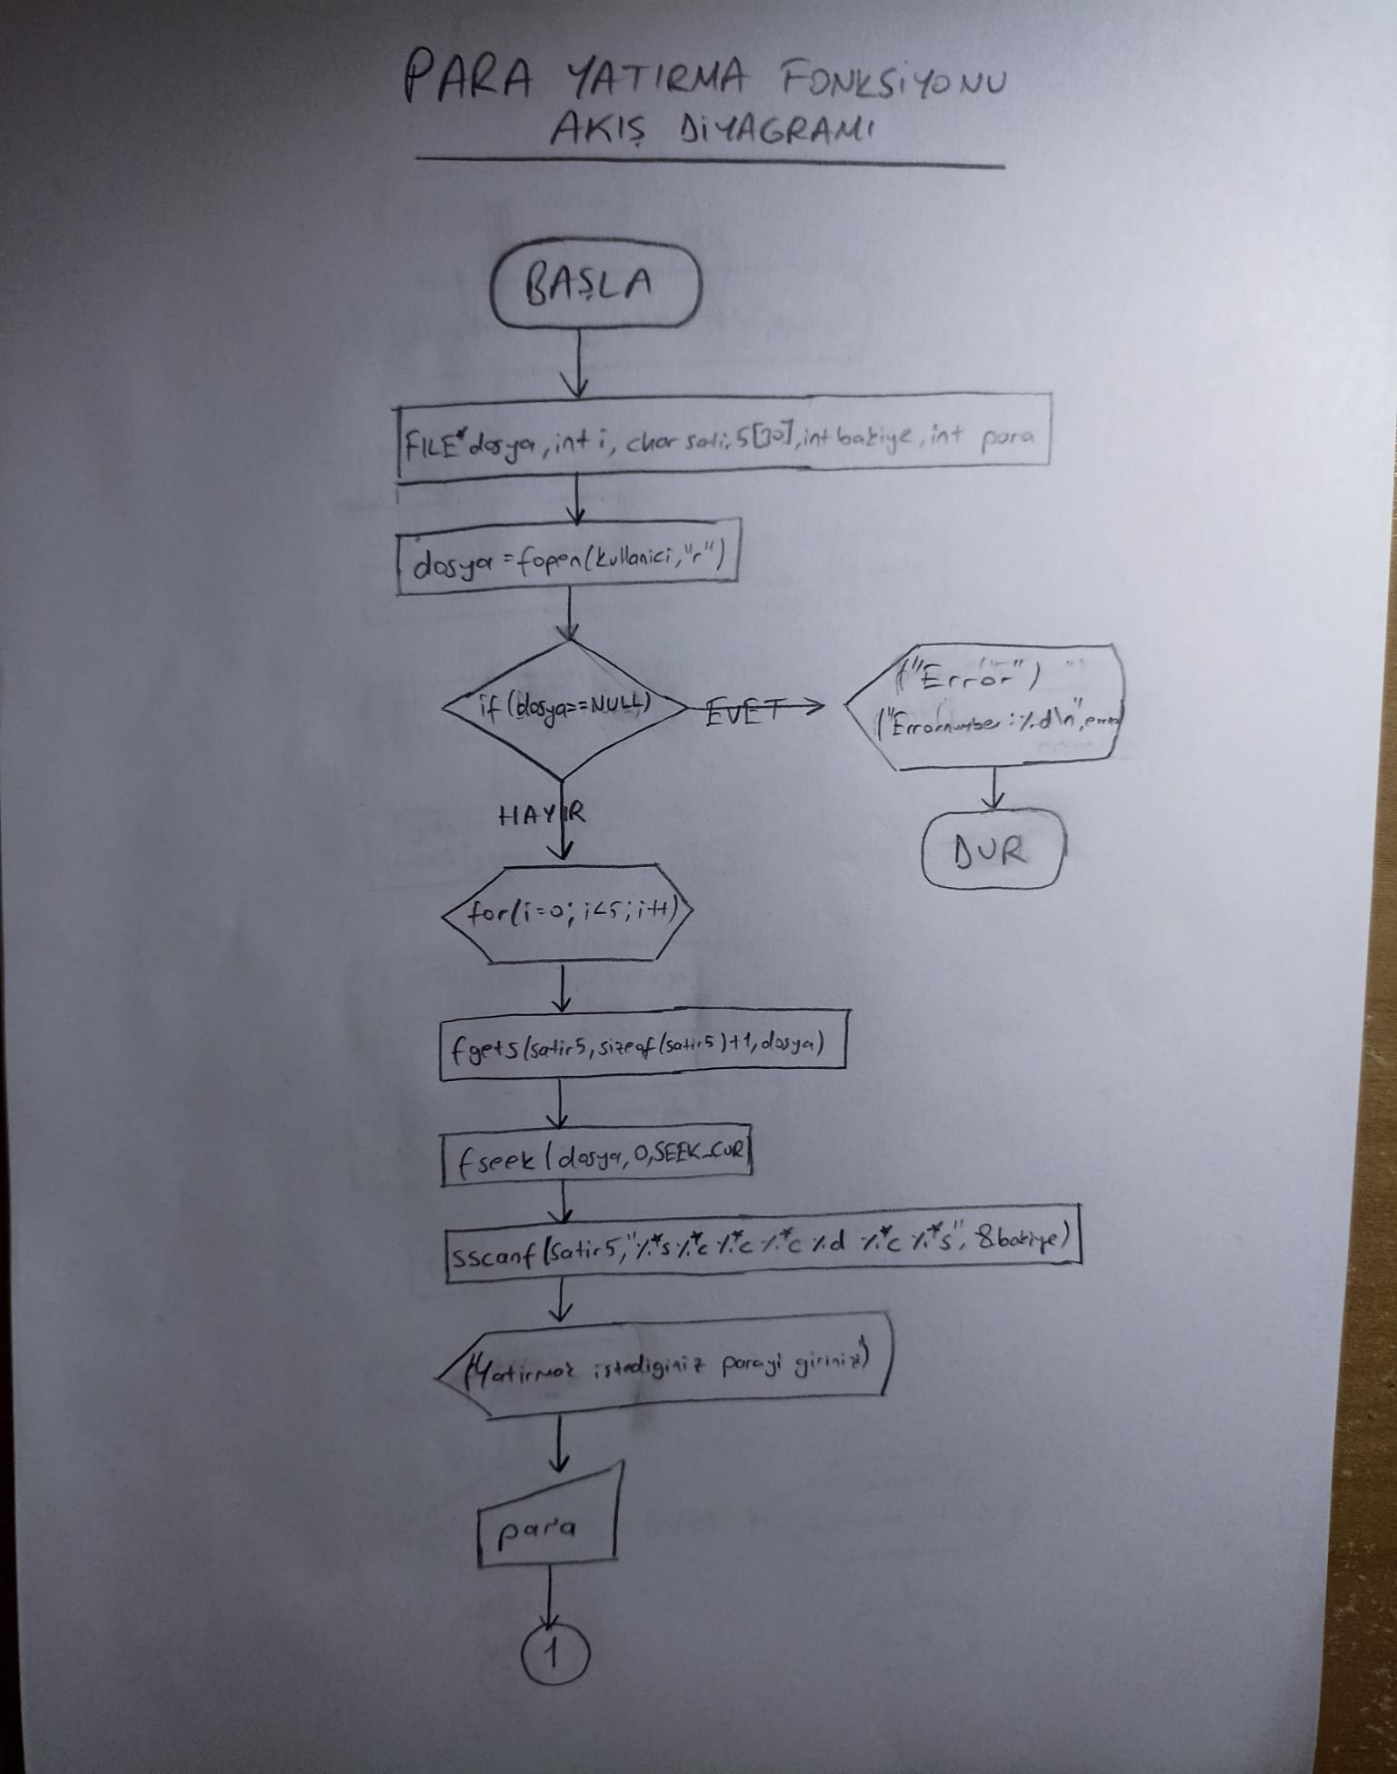 PARA YATIRMA FONKSİYONU
AKIŞ DİYAGRAMI
BAŞLA
FILE*dosya, int i, char satir5[30], int bakiye, int para
dosya=fopen(kullanici,"r")
if(dosya==NULL)
EVET
("Error")
("Errornumber:%d\n",
HAYIR
DUR
for(i=0; i<5; i++)
fgets(satir5, sizeof(satir5)+1, dosya)
fseek(dosya, 0, SEEK_CUR)
sscanf(satir5,"%*s %*c %*c %*c %d %*c %*s", &bakiye)
("Yatirmak istediginiz parayi giriniz")
para
1